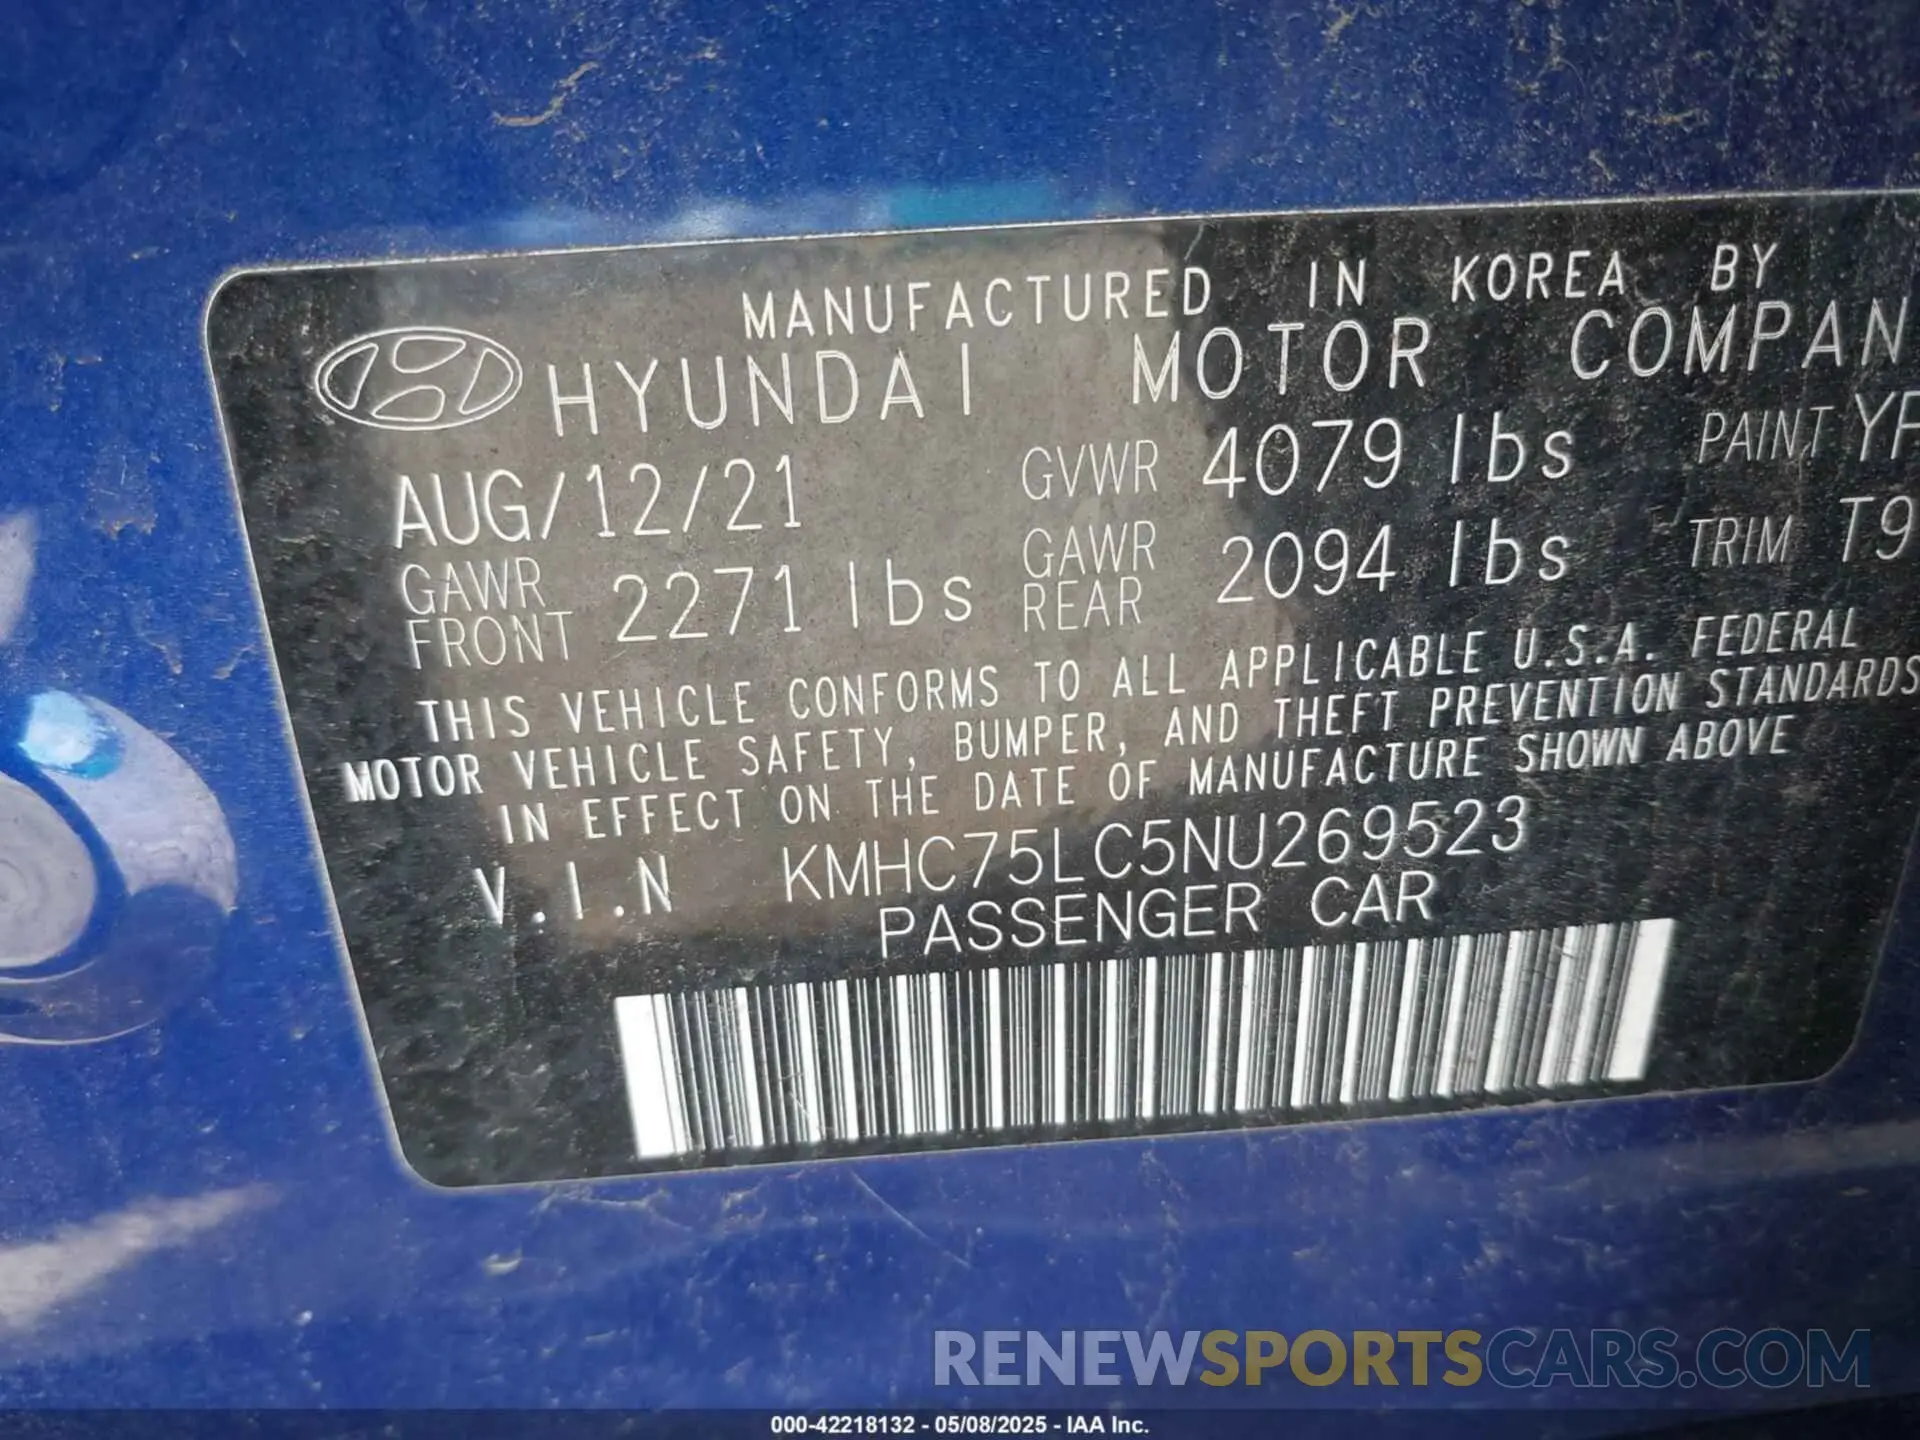 MANUFACTURED IN KOREA BY
HYUNDAI MOTOR COMPAN
AUG/12/21 GVWR 4079 lbs PAINT
GAWR FRONT 2271 lbs GAWR REAR 2094 lbs TRIM T9
THIS VEHICLE CONFORMS TO ALL APPLICABLE U.S.A. FEDERAL
MOTOR VEHICLE SAFETY, BUMPER, AND THEFT PREVENTION STANDARDS
IN EFFECT ON THE DATE OF MANUFACTURE SHOWN ABOVE
V.I.N KMHC75LC5NU269523
PASSENGER CAR
RENEWSPORTSCARS.COM
000-42218132 - 05/08/2025 - IAA Inc.